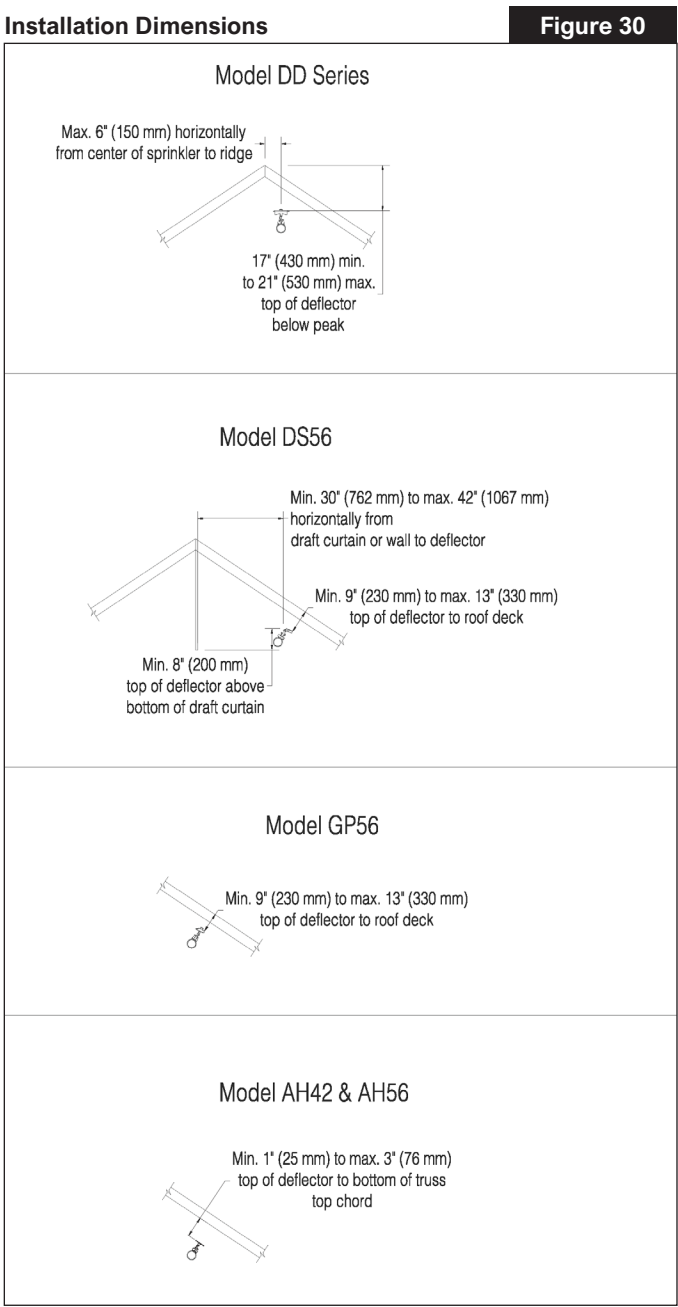 Installation Dimensions
Figure 30
Model DD Series
Max. 6" (150 mm) horizontally
from center of sprinkler to ridge
17" (430 mm) min.
to 21" (530 mm) max.
top of deflector
below peak
Model DS56
Min. 30" (762 mm) to max. 42" (1067 mm)
horizontally from
draft curtain or wall to deflector
Min. 9" (230 mm) to max. 13" (330 mm)
top of deflector to roof deck
Min. 8" (200 mm)
top of deflector above
bottom of draft curtain
Model GP56
Min. 9" (230 mm) to max. 13" (330 mm)
top of deflector to roof deck
Model AH42 & AH56
Min. 1" (25 mm) to max. 3" (76 mm)
top of deflector to bottom of truss
top chord